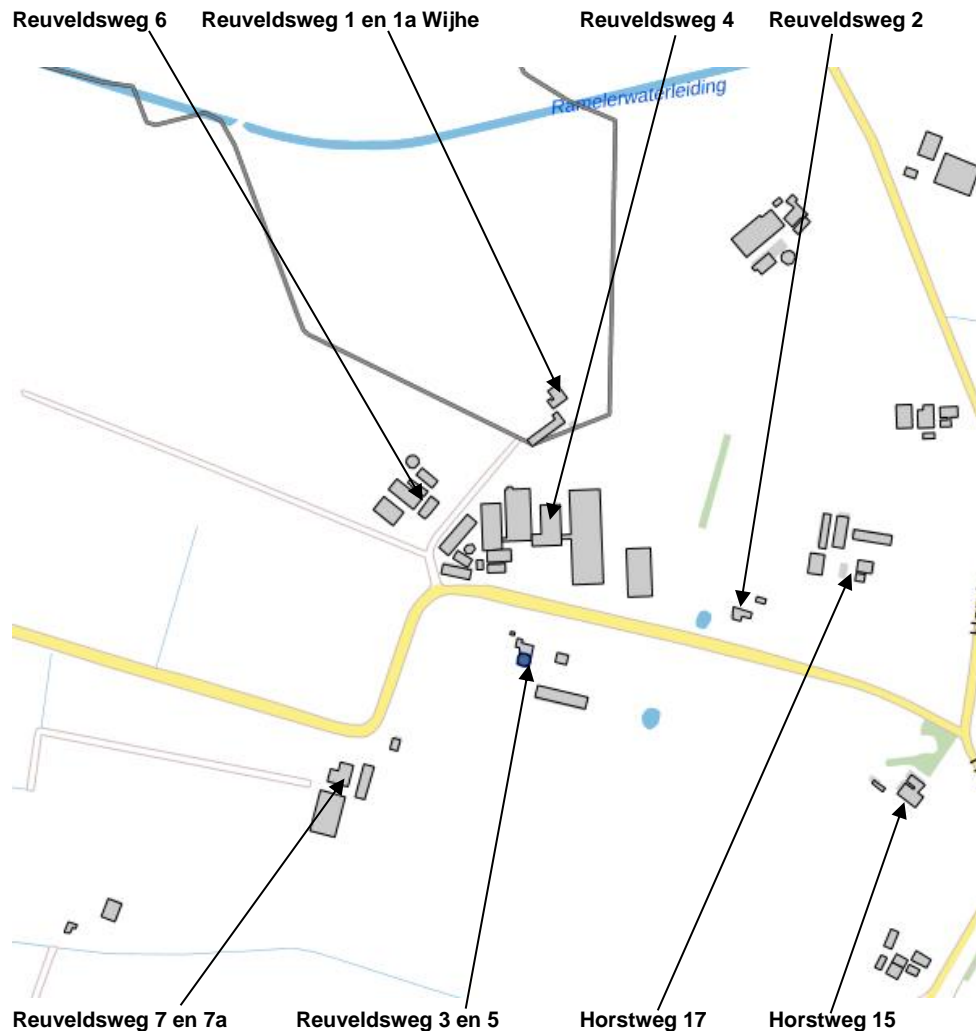 Reuveldsweg 6 Reuveldsweg 1 en 1a Wijhe Reuveldsweg 4 Reuveldsweg 2
Ramelerwaterleiding
Reuveldsweg 7 en 7a Reuveldsweg 3 en 5 Horstweg 17 Horstweg 15